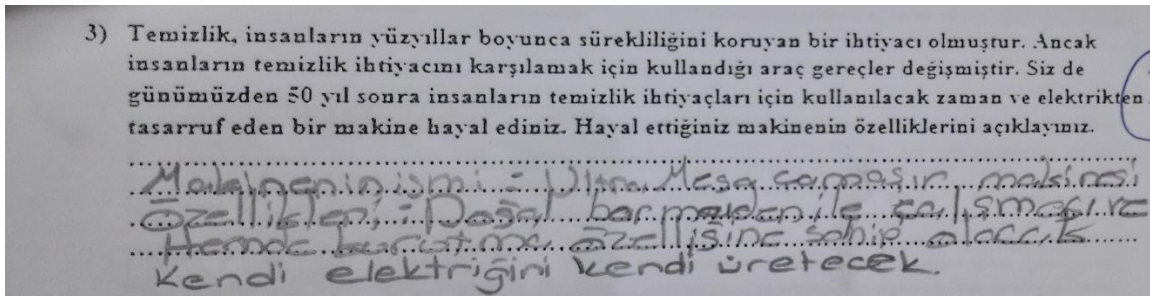 3) Temizlik, insanların yüzyıllar boyunca sürekliliğini koruyan bir ihtiyacı olmuştur. Ancak
insanların temizlik ihtiyacını karşılamak için kullandığı araç gereçler değişmiştir. Siz de
günümüzden 50 yıl sonra insanların temizlik ihtiyaçları için kullanılacak zaman ve elektrikten
tasarruf eden bir makine hayal ediniz. Hayal ettiğiniz makinenin özelliklerini açıklayınız.
Makinenin ismi : Ultra Mega çamaşır makinesi
Özellikleri : Doğal ile çalışması ve
Hemde kurutma özelliğine sahip olacak
Kendi elektriğini kendi üretecek.